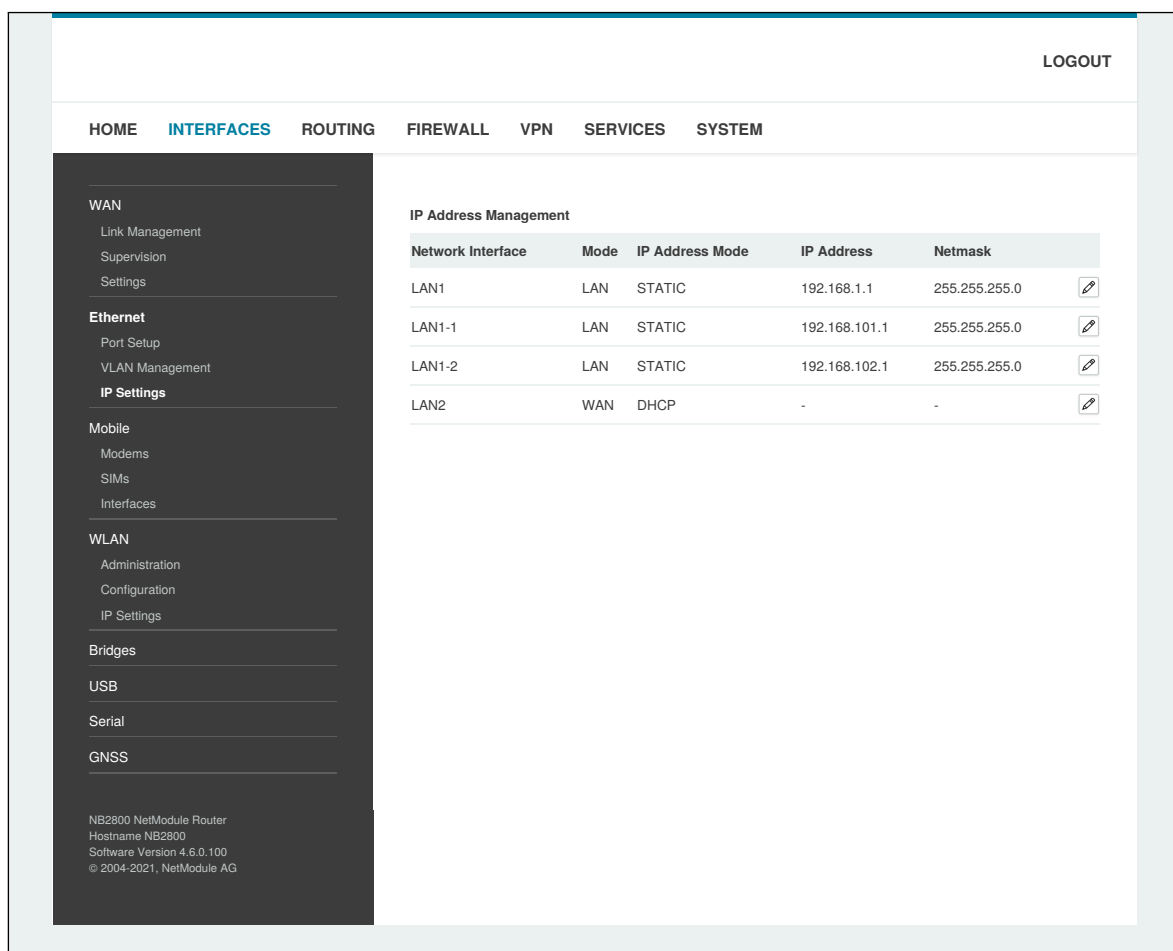 LOGOUT
HOME INTERFACES ROUTING FIREWALL VPN SERVICES SYSTEM
WAN
Link Management
Supervision
Settings
Ethernet
Port Setup
VLAN Management
IP Settings
Mobile
Modems
SIMs
Interfaces
WLAN
Administration
Configuration
IP Settings
Bridges
USB
Serial
GNSS
NB2800 NetModule Router
Hostname NB2800
Software Version 4.6.0.100
© 2004-2021, NetModule AG
IP Address Management
Network Interface Mode IP Address Mode IP Address Netmask
LAN1 LAN STATIC 192.168.1.1 255.255.255.0
LAN1-1 LAN STATIC 192.168.101.1 255.255.255.0
LAN1-2 LAN STATIC 192.168.102.1 255.255.255.0
LAN2 WAN DHCP - -